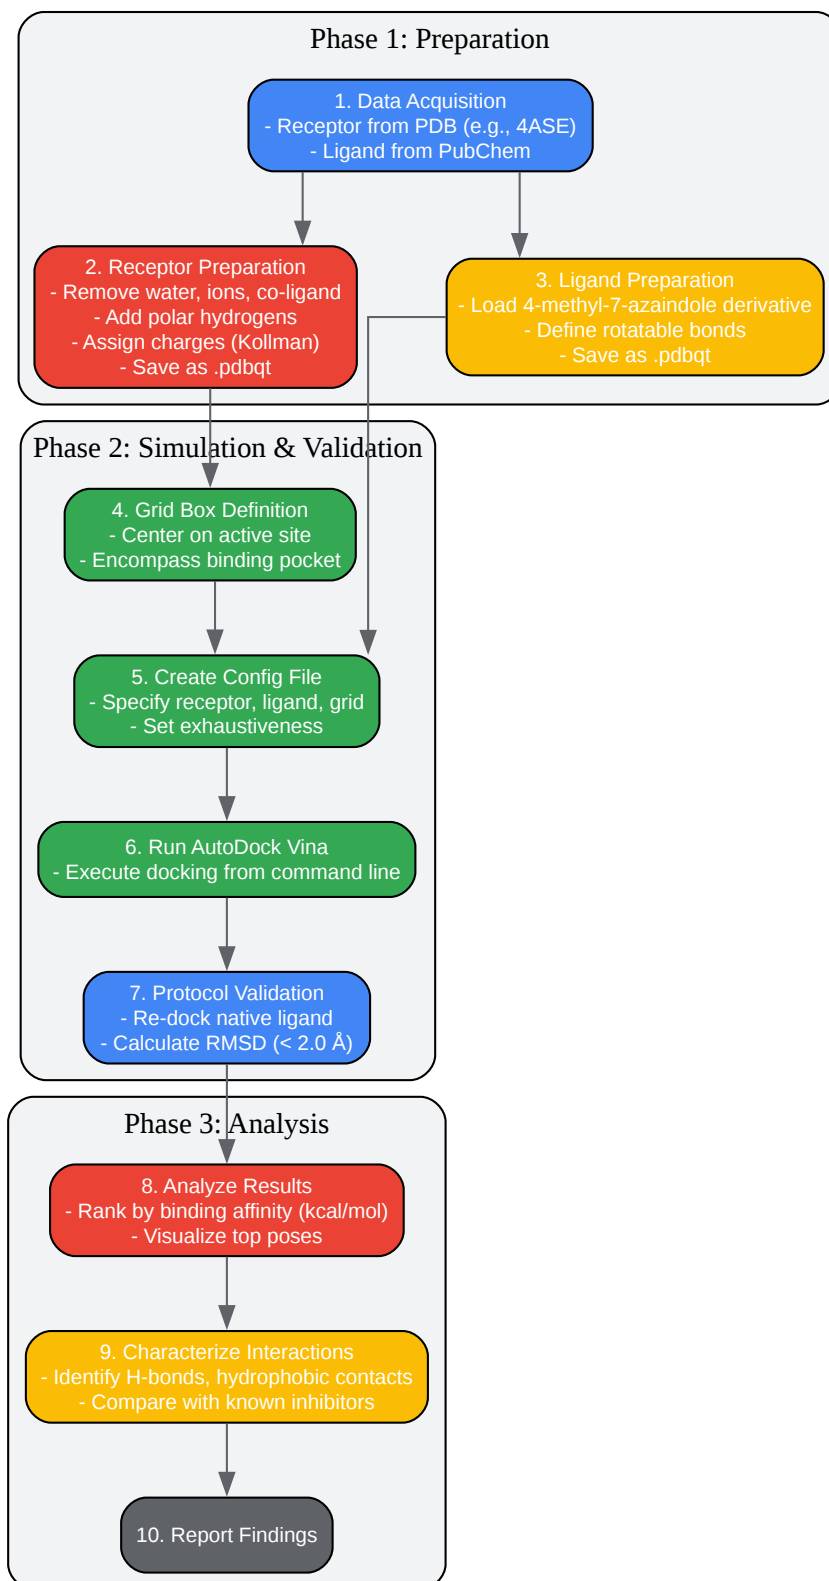 Phase 1: Preparation
1. Data Acquisition
- Receptor from PDB (e.g., 4ASE)
- Ligand from PubChem
2. Receptor Preparation
- Remove water, ions, co-ligand
- Add polar hydrogens
- Assign charges (Kollman)
- Save as .pdbqt
3. Ligand Preparation
- Load 4-methyl-7-azaindole derivative
- Define rotatable bonds
- Save as .pdbqt
Phase 2: Simulation & Validation
4. Grid Box Definition
- Center on active site
- Encompass binding pocket
5. Create Config File
- Specify receptor, ligand, grid
- Set exhaustiveness
6. Run AutoDock Vina
- Execute docking from command line
7. Protocol Validation
- Re-dock native ligand
- Calculate RMSD (< 2.0 Å)
Phase 3: Analysis
8. Analyze Results
- Rank by binding affinity (kcal/mol)
- Visualize top poses
9. Characterize Interactions
- Identify H-bonds, hydrophobic contacts
- Compare with known inhibitors
10. Report Findings